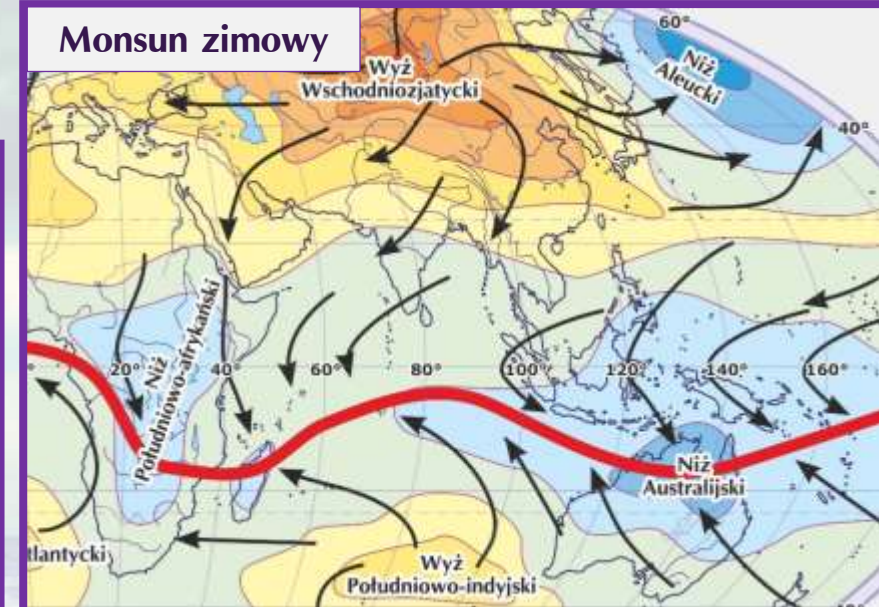 Monsun zimowy
60°
Niż
Aleucki
Wyż
Wschodniozjatycki
40°
Niż
Południowo-afrykański
20°
40°
60°
80°
100°
120°
140°
160°
Niż
Australijski
tlantycki
Wyż
Południowo-indyjski